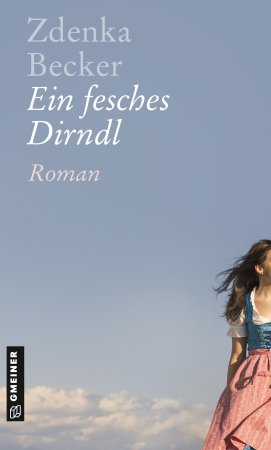 Zdenka
Becker
Ein fesches
Dirndl
Roman
GMEINER